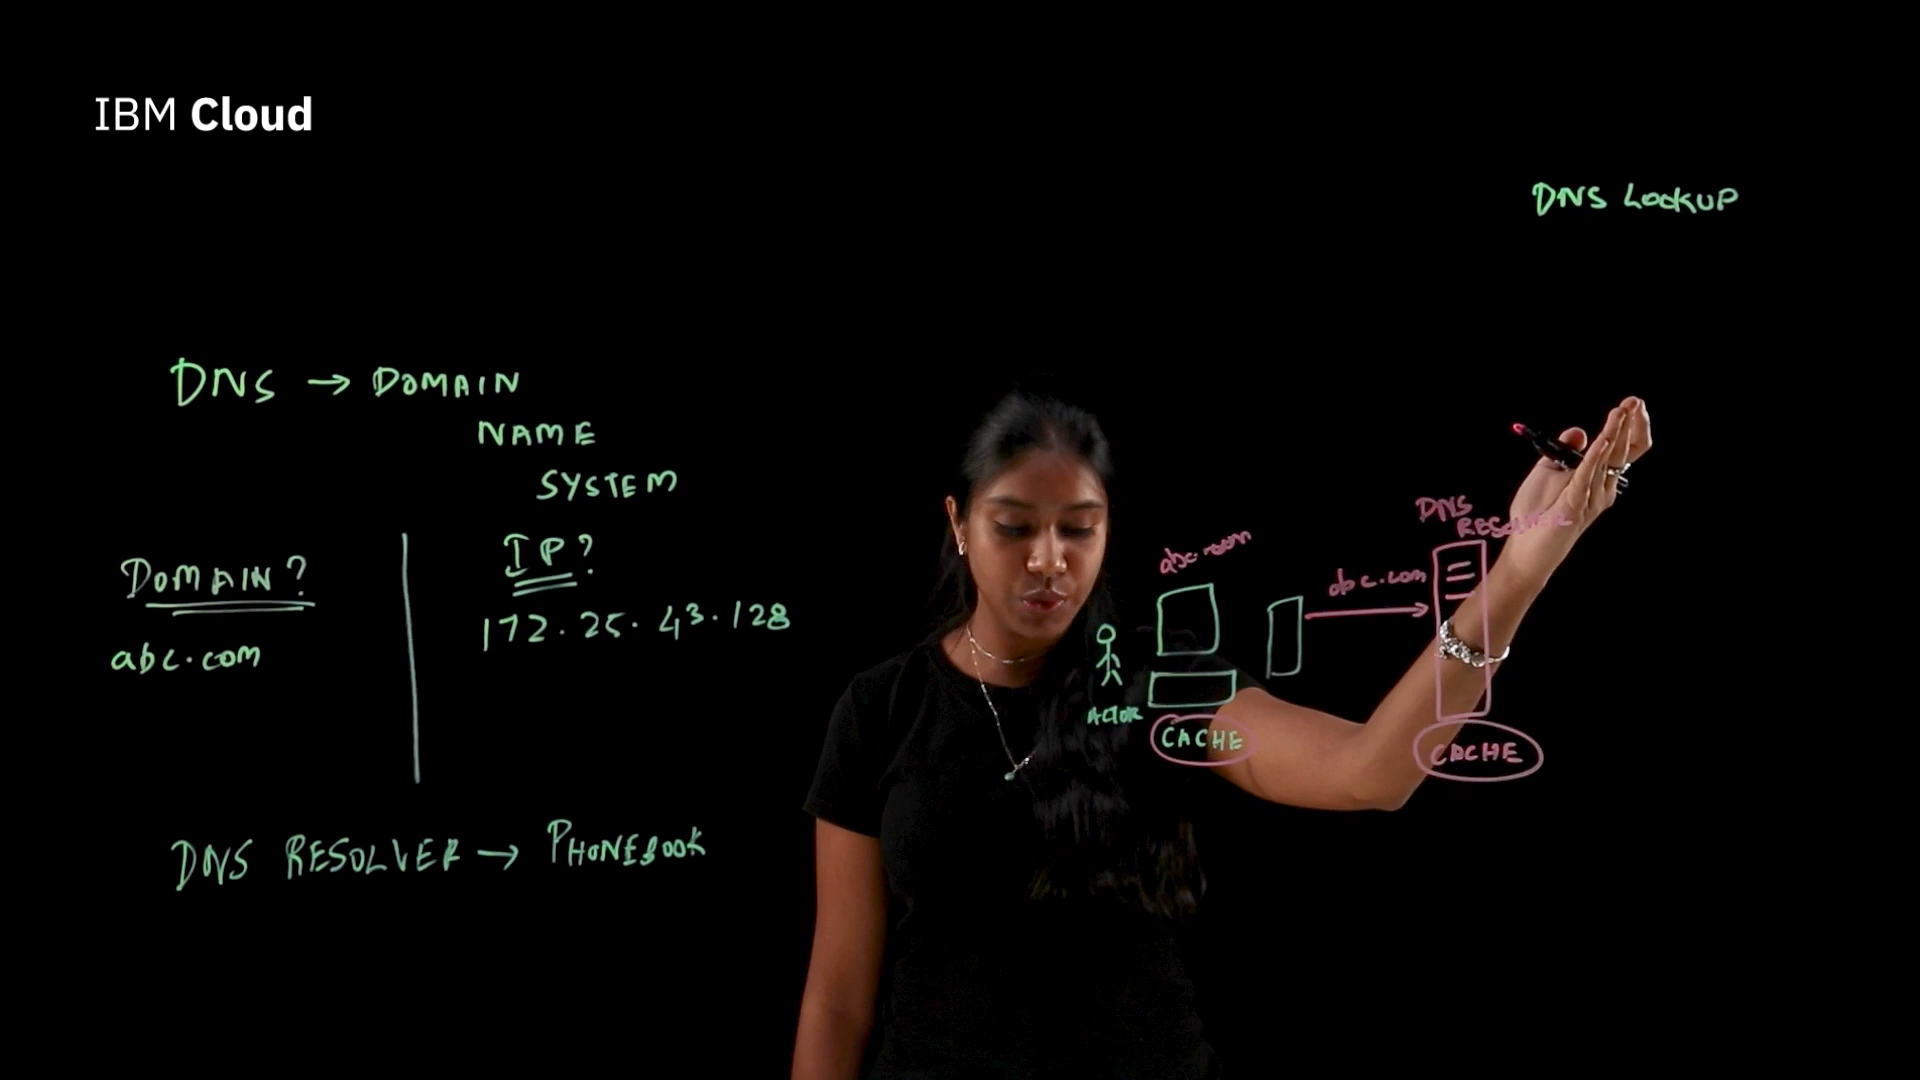 IBM Cloud
DNS LOOKUP
DNS → DOMAIN
NAME
SYSTEM
DOMAIN?
abc.com
IP?
172.25.43.128
DNS RESOLVER → PHONEBOOK
abc.com
ACTOR
CACHE
abc.com
DNS
RESOLVER
CACHE